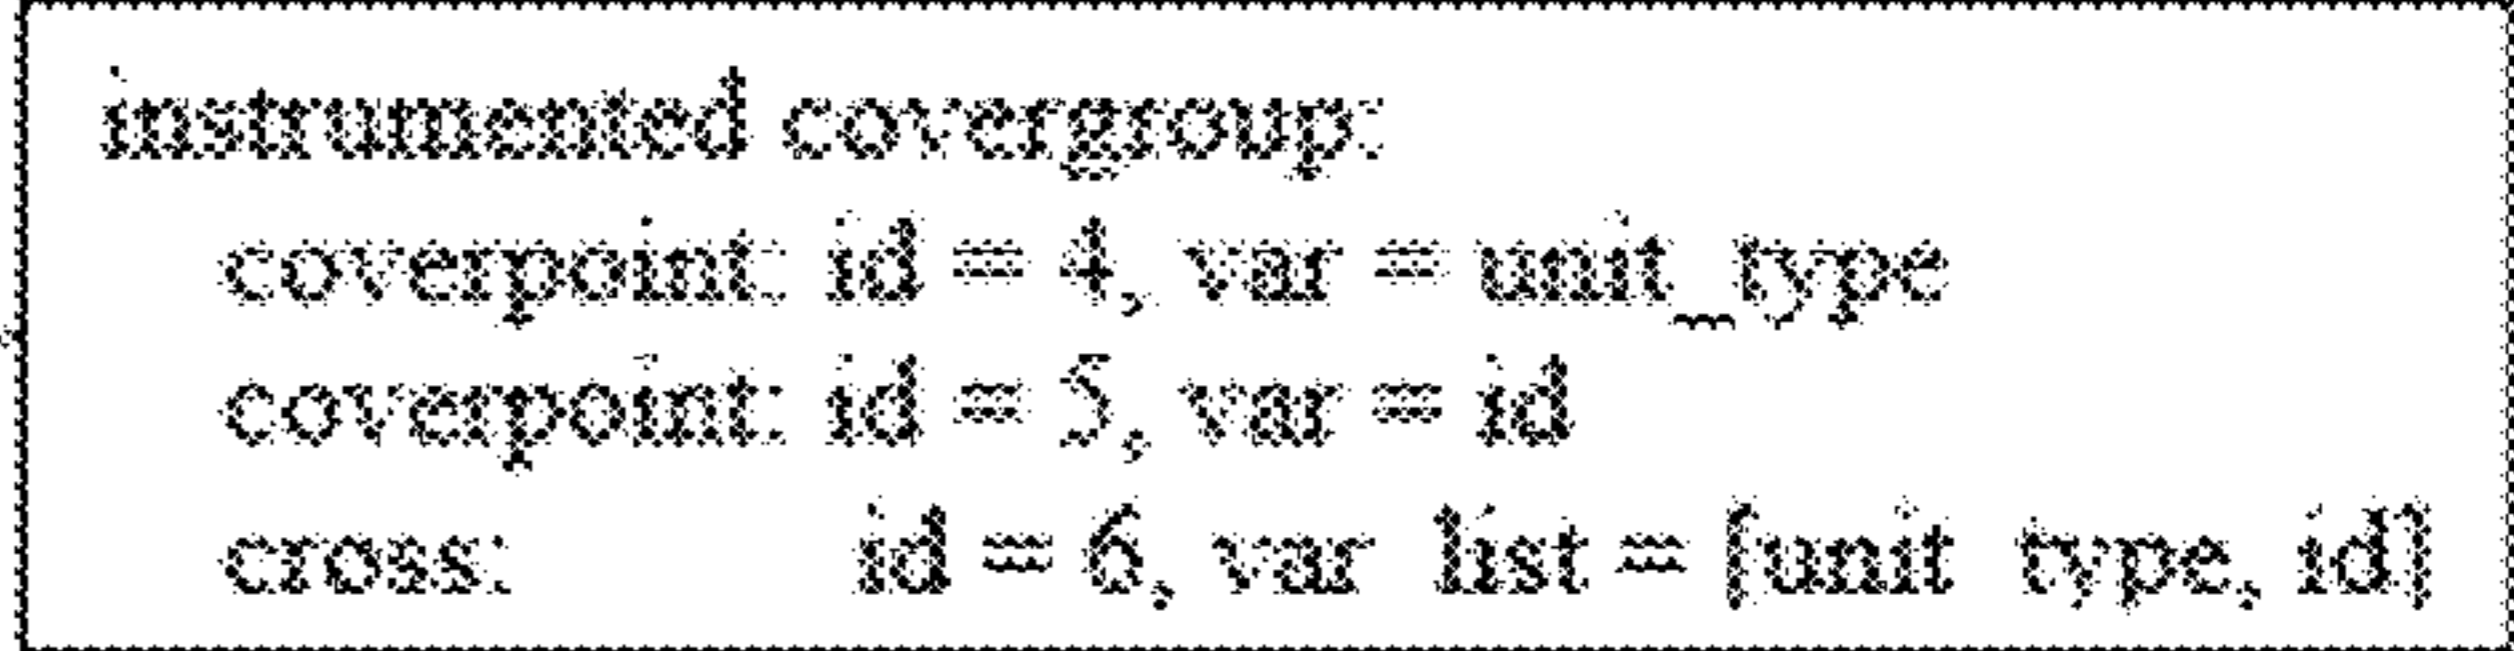 instrumented covergroup:
coverpoint: id = 4, var = unit_type
coverpoint: id = 5, var = id
cross: id = 6, var list = [unit type, id]